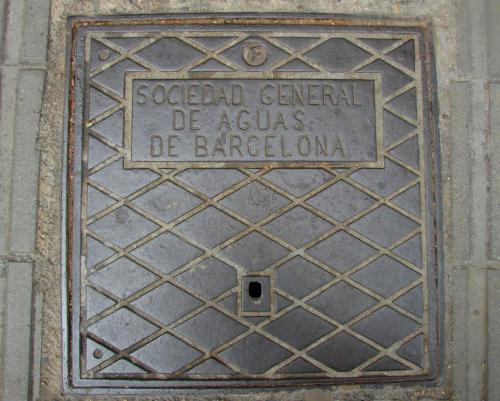 F
SOCIEDAD GENERAL
DE AGUAS
DE BARCELONA